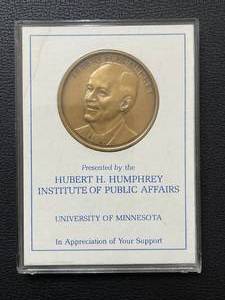 Presented by the
HUBERT H. HUMPHREY
INSTITUTE OF PUBLIC AFFAIRS
UNIVERSITY OF MINNESOTA
In Appreciation of Your Support